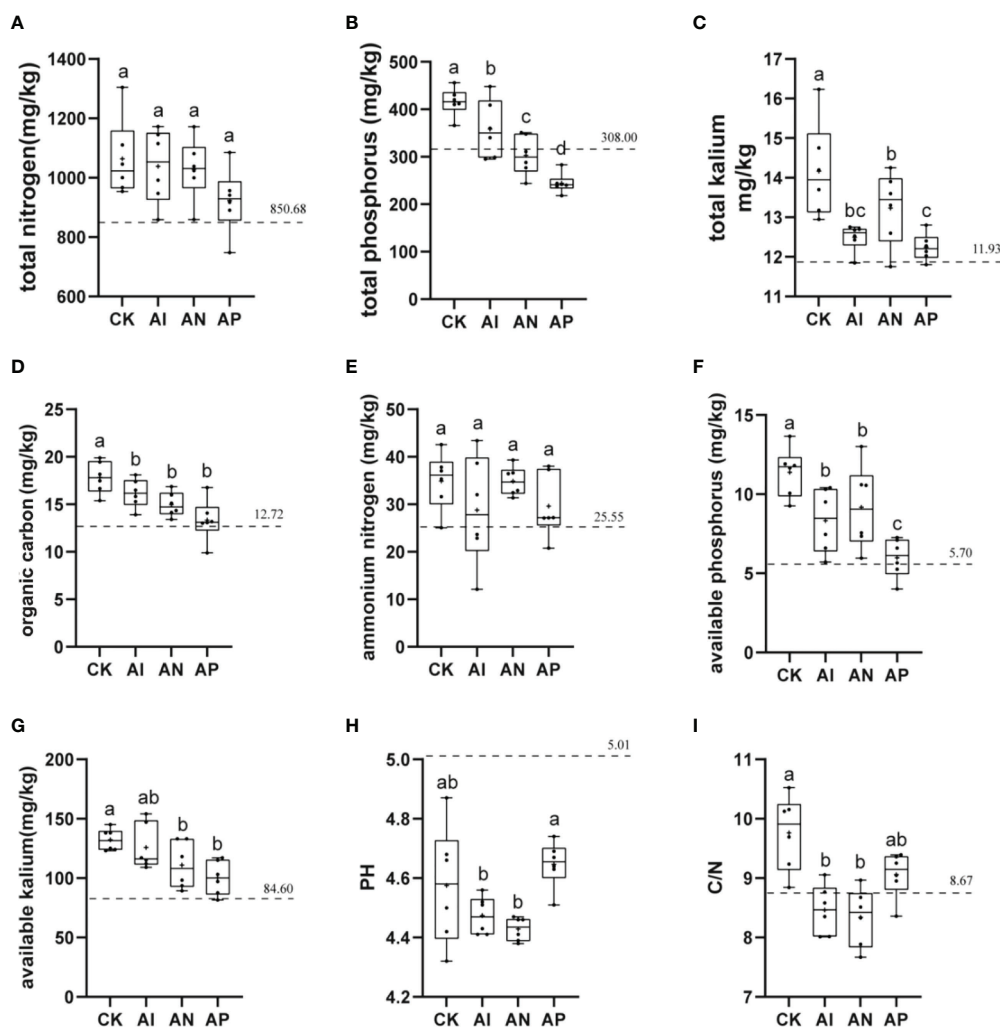 A
total nitrogen(mg/kg)
1400
1200
1000
800
600
a
a
a
a
850.68
CK AI AN AP
B
total phosphorus (mg/kg)
500
400
300
200
100
0
a
b
c
d
308.00
CK AI AN AP
C
total kalium
mg/kg
17
16
15
14
13
12
11
a
bc
b
c
11.93
CK AI AN AP
D
organic carbon (mg/kg)
25
20
15
10
5
0
a
b
b
b
12.72
CK AI AN AP
E
ammonium nitrogen (mg/kg)
50
40
30
20
10
0
a
a
a
a
25.55
CK AI AN AP
F
available phosphorus (mg/kg)
15
10
5
0
a
b
b
c
5.70
CK AI AN AP
G
available kalium(mg/kg)
200
150
100
50
0
a
ab
b
b
84.60
CK AI AN AP
H
PH
5.0
4.8
4.6
4.4
4.2
5.01
ab
b
b
a
CK AI AN AP
I
C/N
11
10
9
8
7
a
b
b
ab
8.67
CK AI AN AP